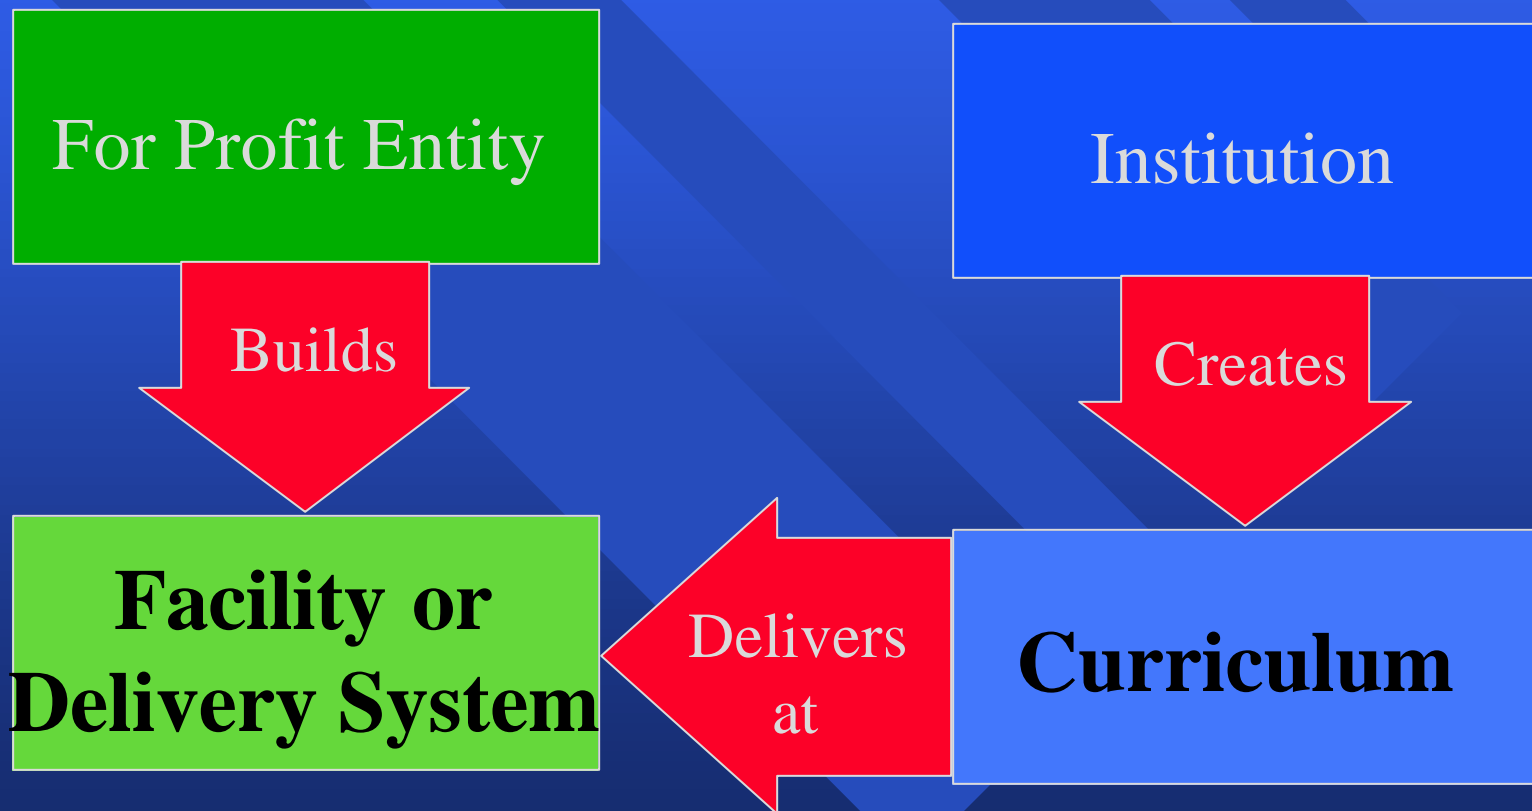 For Profit Entity
Institution
Builds
Creates
Facility or
Delivery System
Delivers
at
Curriculum